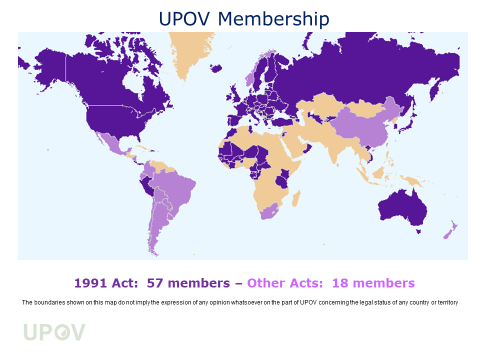 UPOV Membership
1991 Act: 57 members – Other Acts: 18 members
The boundaries shown on this map do not imply the expression of any opinion whatsoever on the part of UPOV concerning the legal status of any country or territory
UPOV